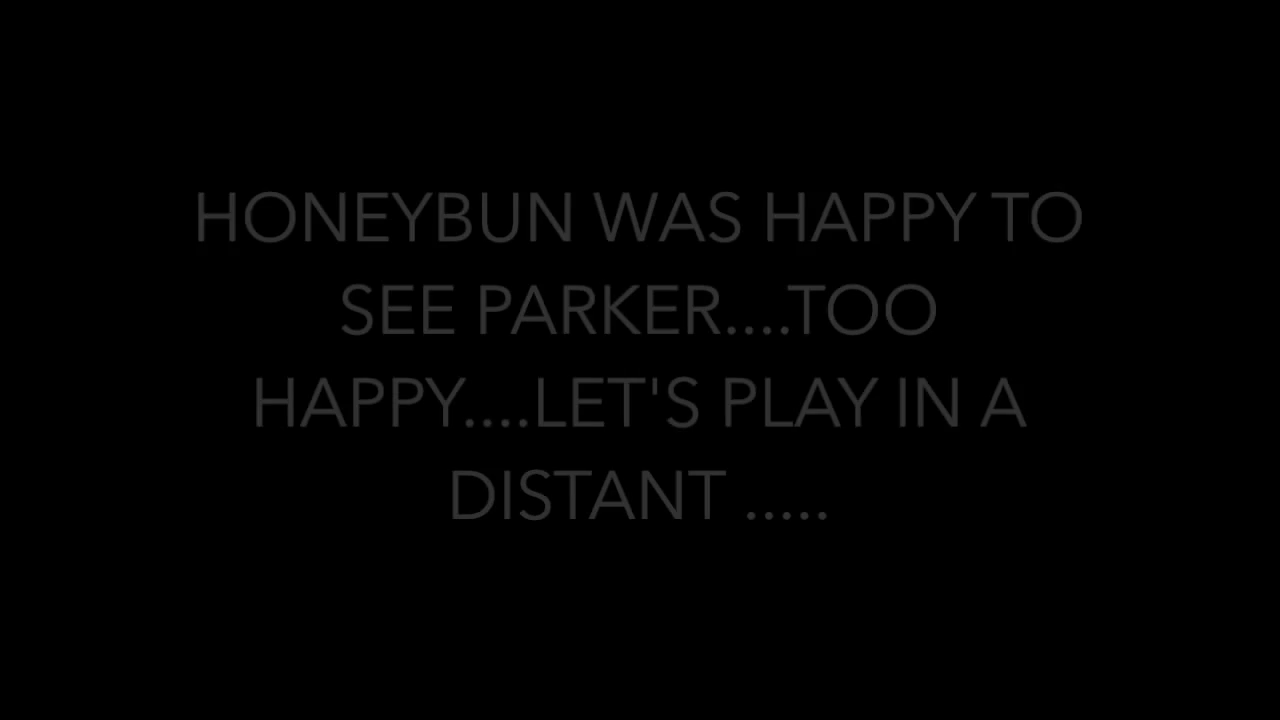 HONEYBUN WAS HAPPY TO
SEE PARKER....TOO
HAPPY....LET'S PLAY IN A
DISTANT .....